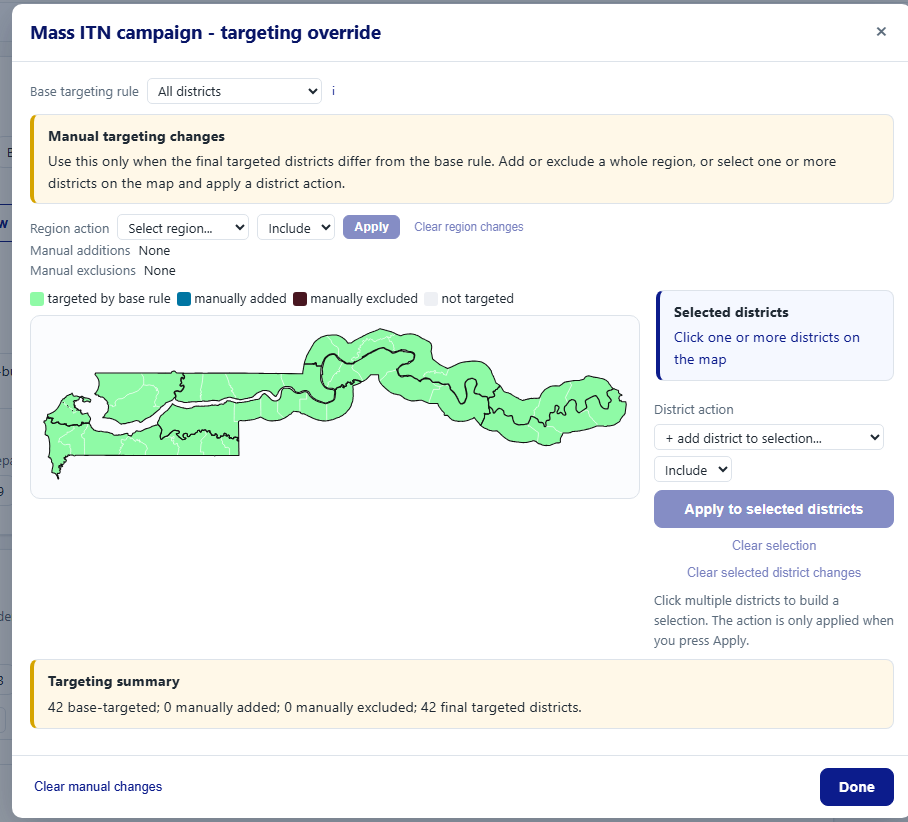 Mass ITN campaign - targeting override
×
Base targeting rule All districts i
Manual targeting changes
Use this only when the final targeted districts differ from the base rule. Add or exclude a whole region, or select one or more
districts on the map and apply a district action.
Region action Select region... Include Apply Clear region changes
Manual additions None
Manual exclusions None
targeted by base rule manually added manually excluded not targeted
Selected districts
Click one or more districts on
the map
District action
+ add district to selection...
Include
Apply to selected districts
Clear selection
Clear selected district changes
Click multiple districts to build a
selection. The action is only applied when
you press Apply.
Targeting summary
42 base-targeted; 0 manually added; 0 manually excluded; 42 final targeted districts.
Clear manual changes
Done